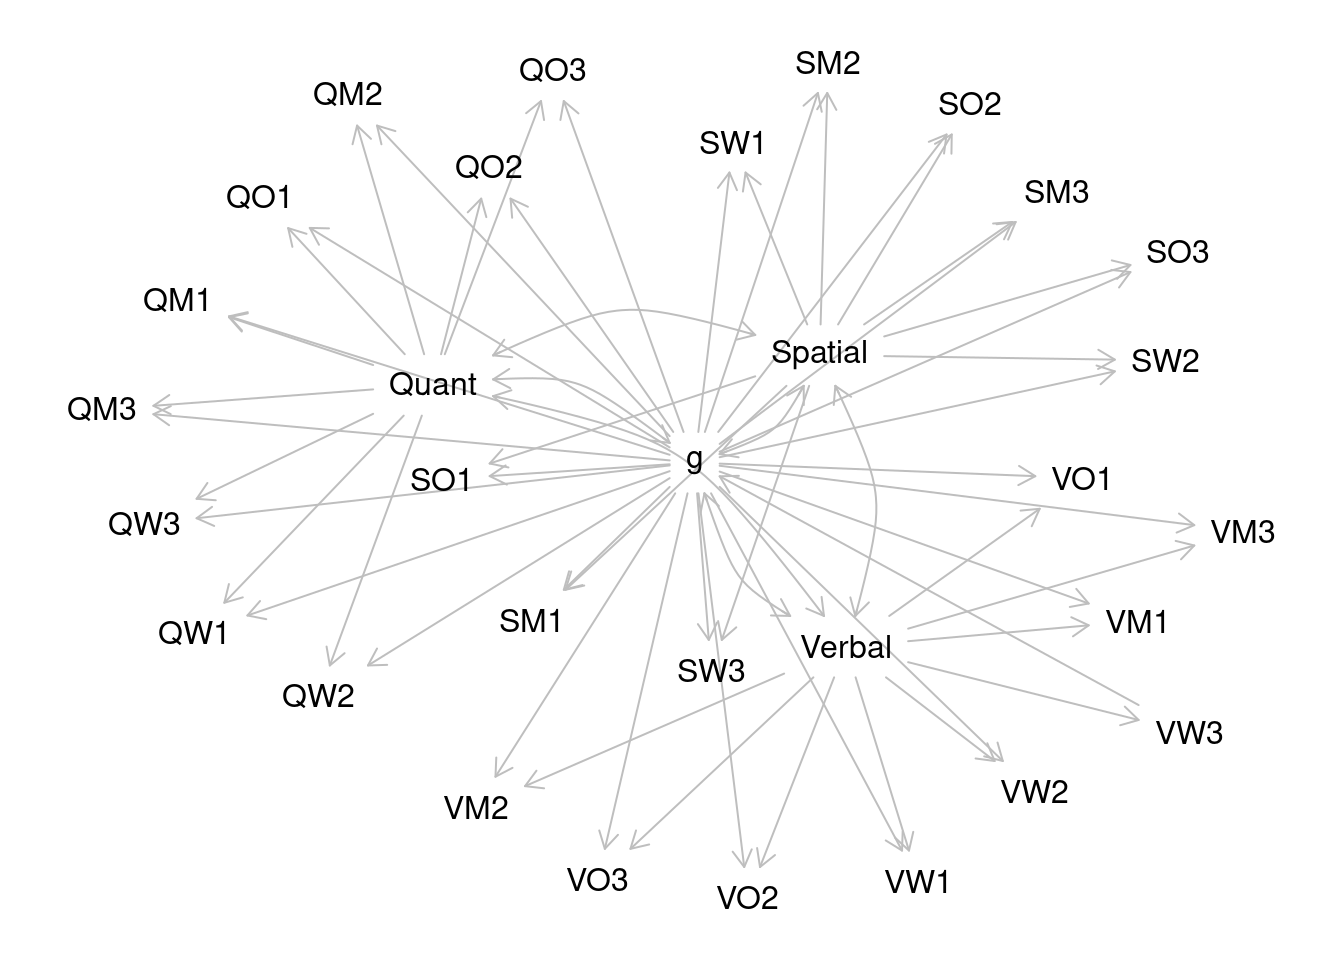 SM2
QO3
QM2
SO2
SW1
QO2
SM3
QO1
SO3
QM1
Spatial
SW2
Quant
QM3
g
SO1
VO1
QW3
VM3
SM1
VM1
QW1
Verbal
SW3
QW2
VW3
VW2
VM2
VO3
VW1
VO2